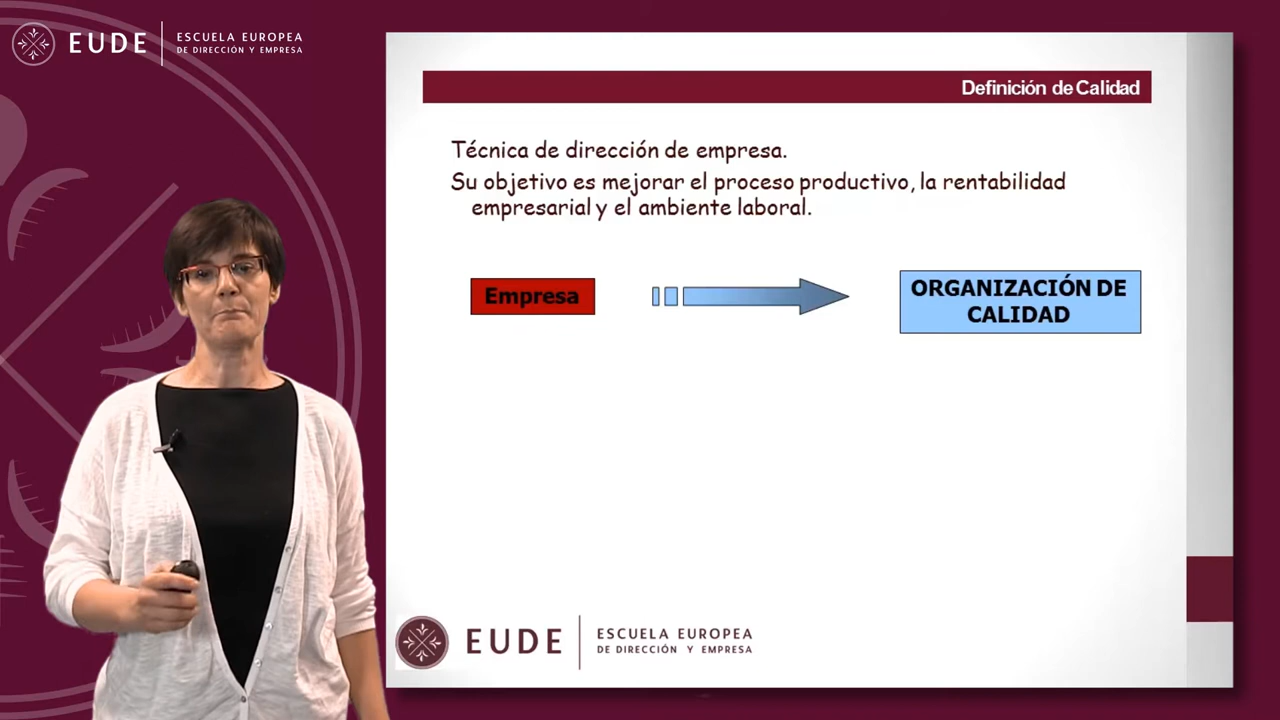 EUDE
ESCUELA EUROPEA
DE DIRECCIÓN Y EMPRESA
Definición de Calidad
Técnica de dirección de empresa.
Su objetivo es mejorar el proceso productivo, la rentabilidad
empresarial y el ambiente laboral.
Empresa
ORGANIZACIÓN DE
CALIDAD
EUDE
ESCUELA EUROPEA
DE DIRECCIÓN Y EMPRESA